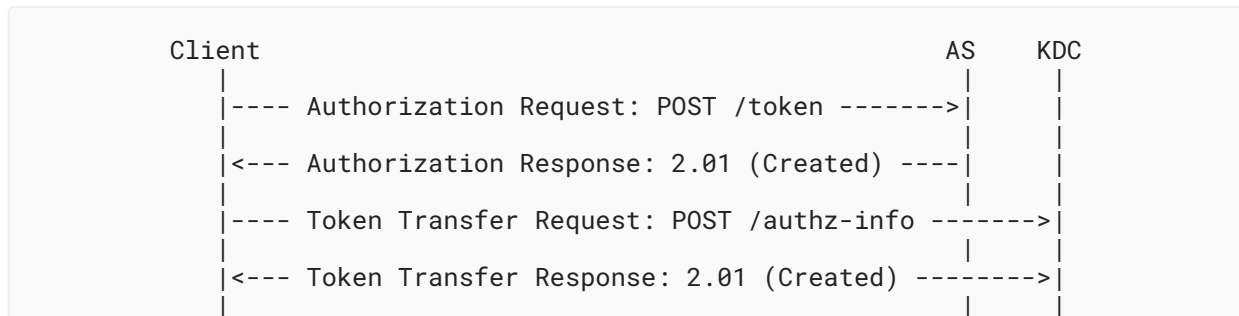 Client AS KDC
| | |
|---- Authorization Request: POST /token ------->| |
| | |
|<--- Authorization Response: 2.01 (Created) ----| |
| | |
|---- Token Transfer Request: POST /authz-info ------->|
| | |
|<--- Token Transfer Response: 2.01 (Created) -------->|
| | |